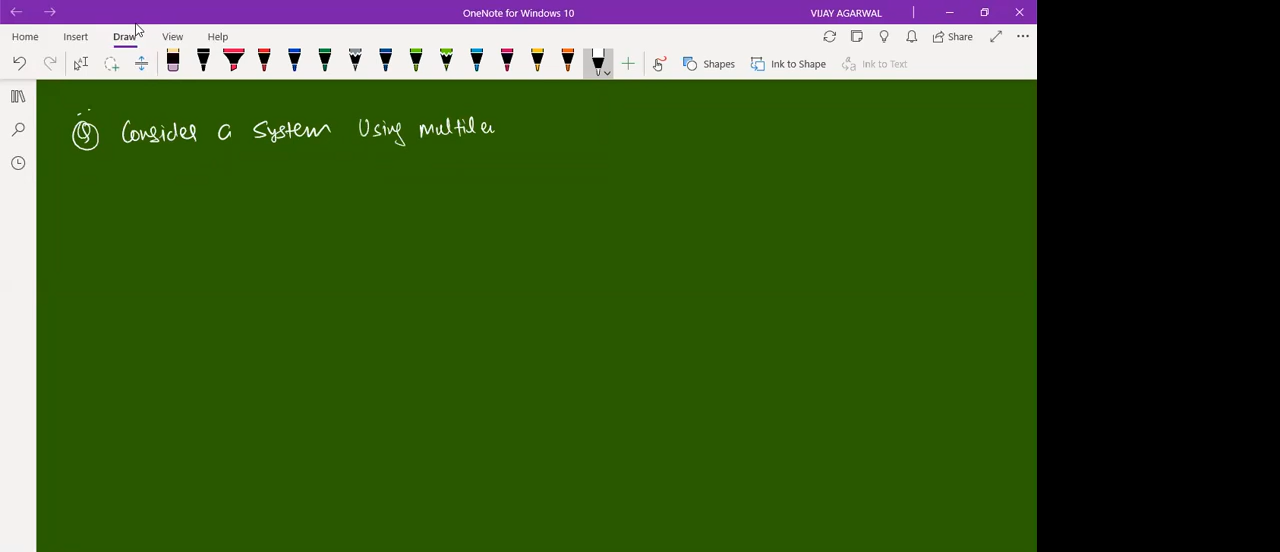 OneNote for Windows 10
VIJAY AGARWAL
Home Insert Draw View Help
Share
Shapes Ink to Shape Ink to Text
Q Consider a System Using multile